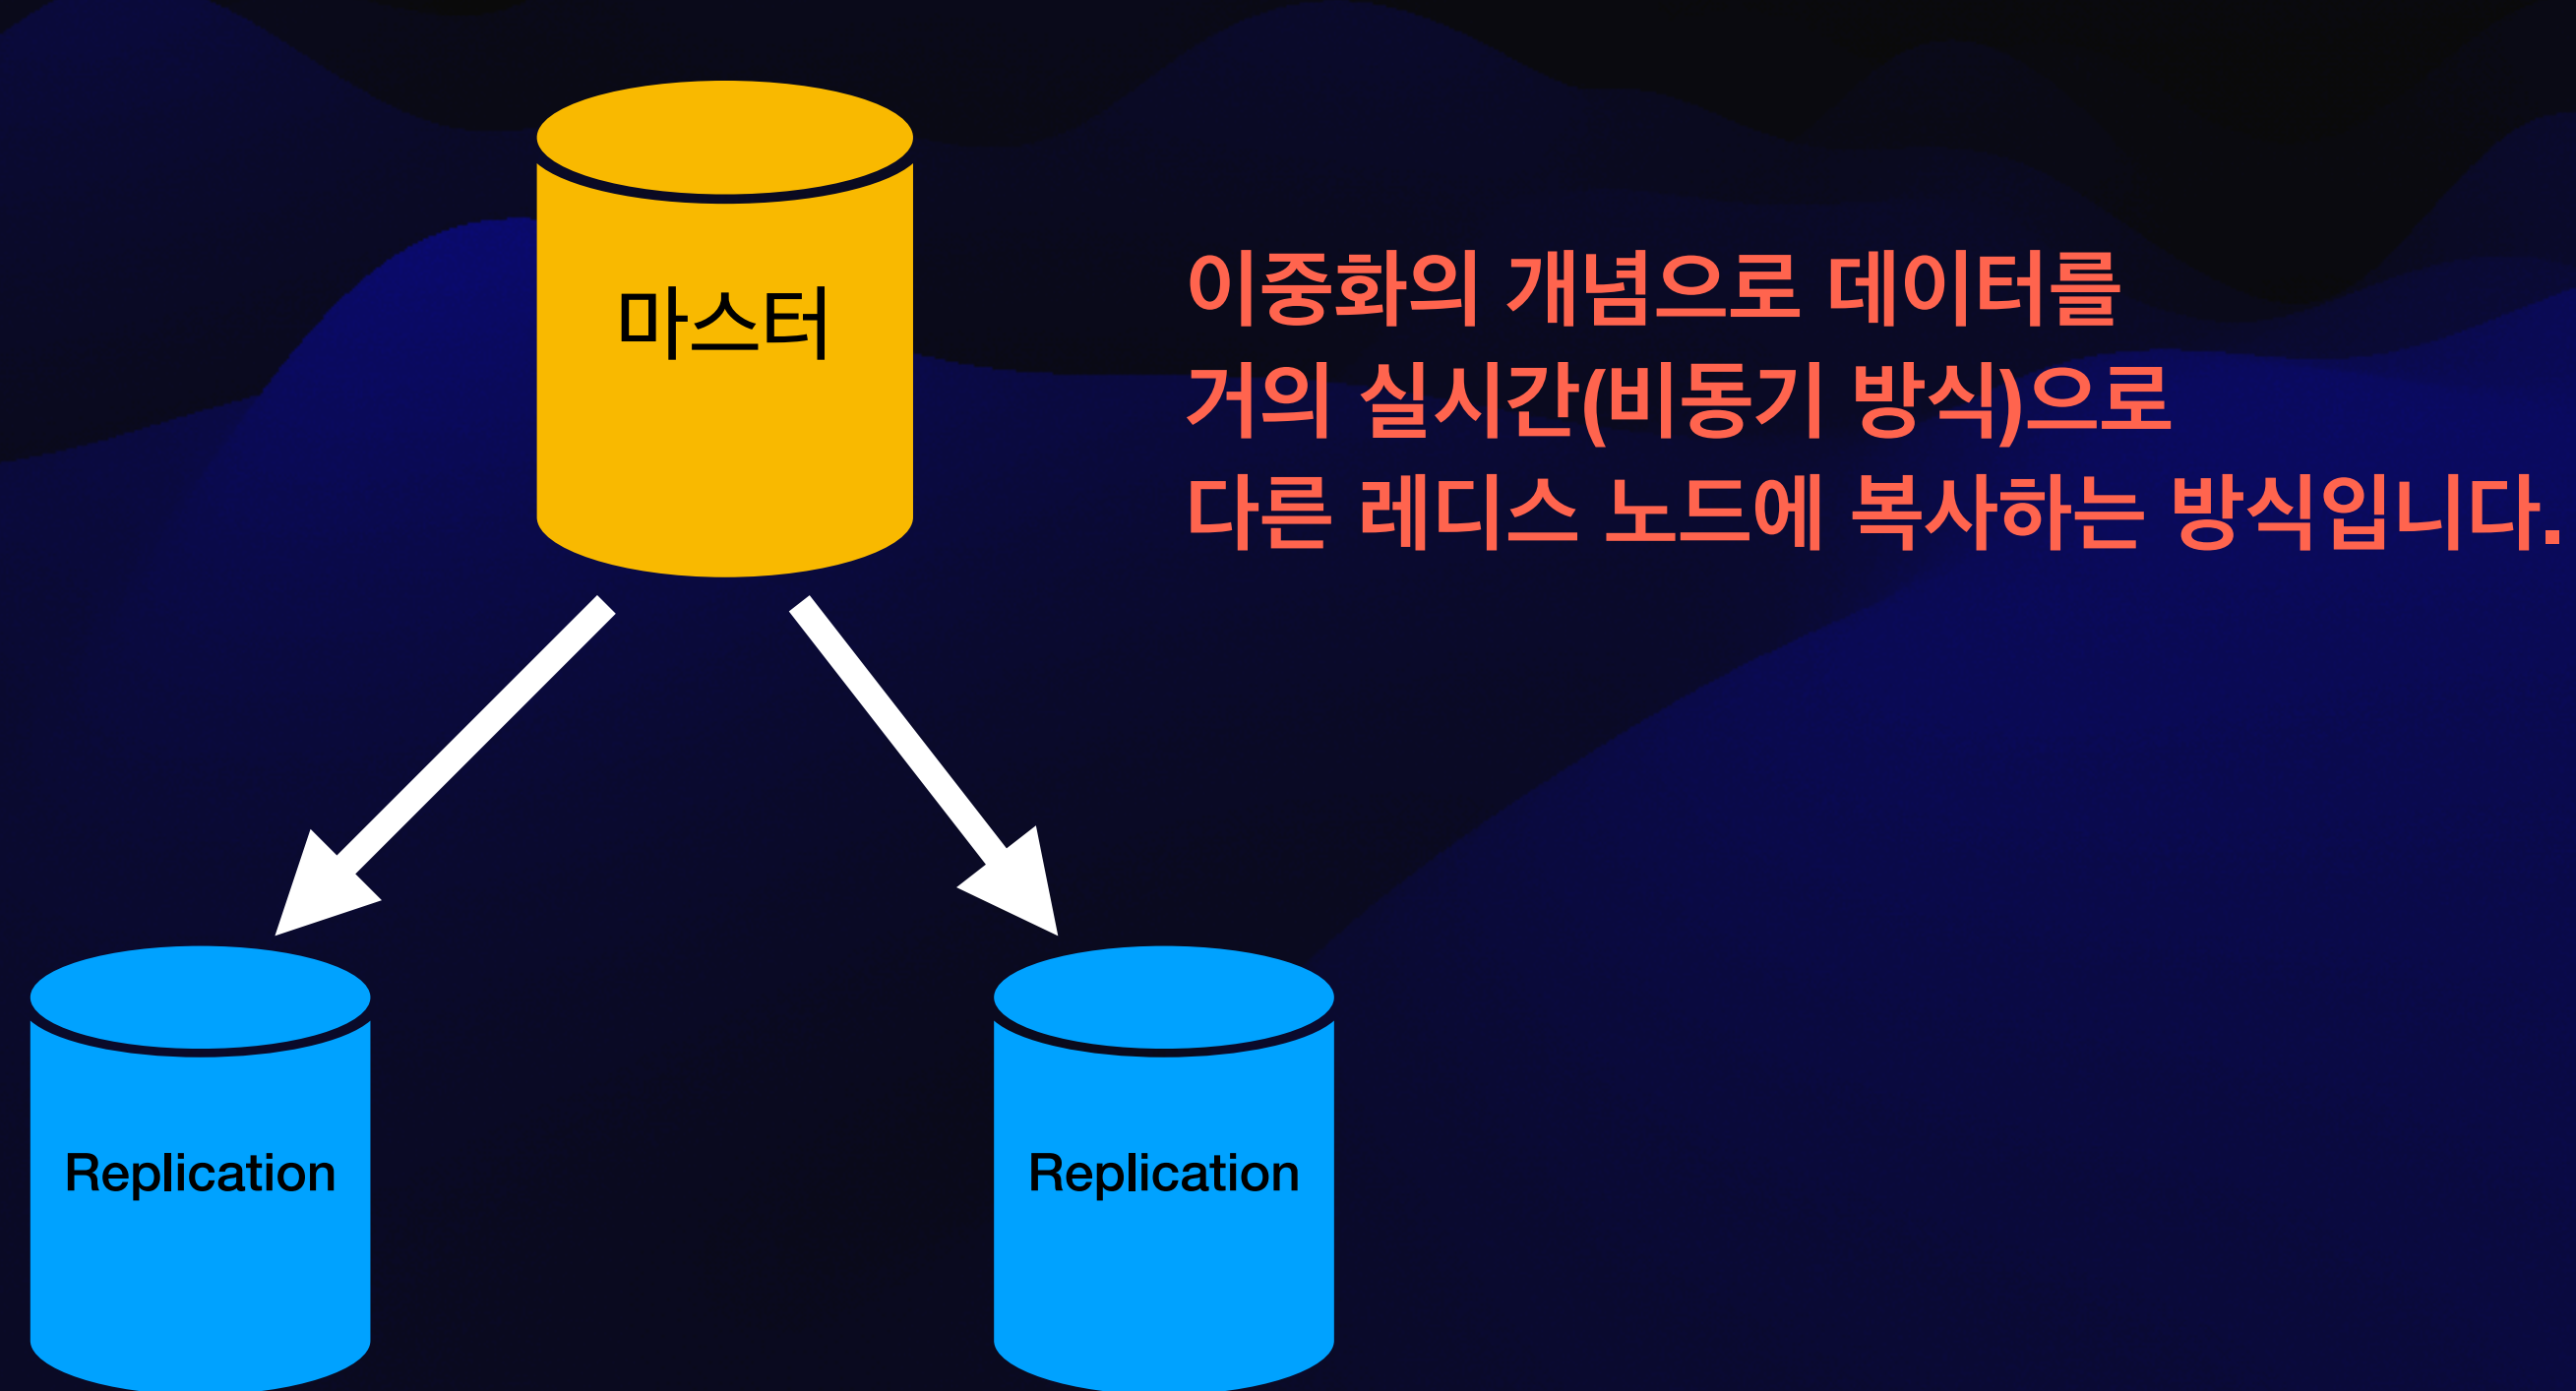 마스터
이중화의 개념으로 데이터를
거의 실시간(비동기 방식)으로
다른 레디스 노드에 복사하는 방식입니다.
Replication
Replication